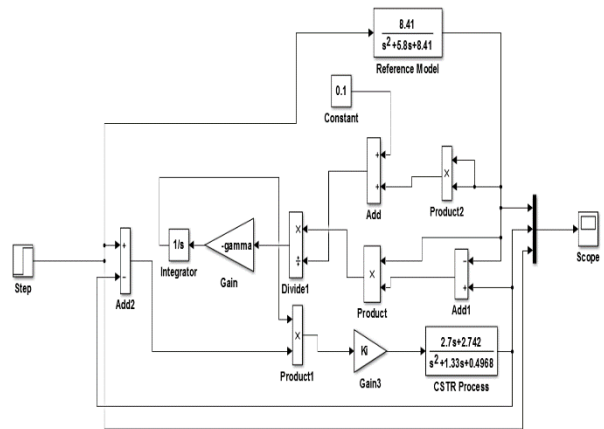 8.41
s2+5.8s+8.41
Reference Model
0.1
Constant
+
+
Add
×
Product2
1/s
Integrator
-gamma
Gain
×
÷
Divide1
×
Product
-
+
Add1
Scope
Step
+
-
Add2
×
Product1
Ki
Gain3
2.7s+2.742
s2+1.33s+0.4968
CSTR Process